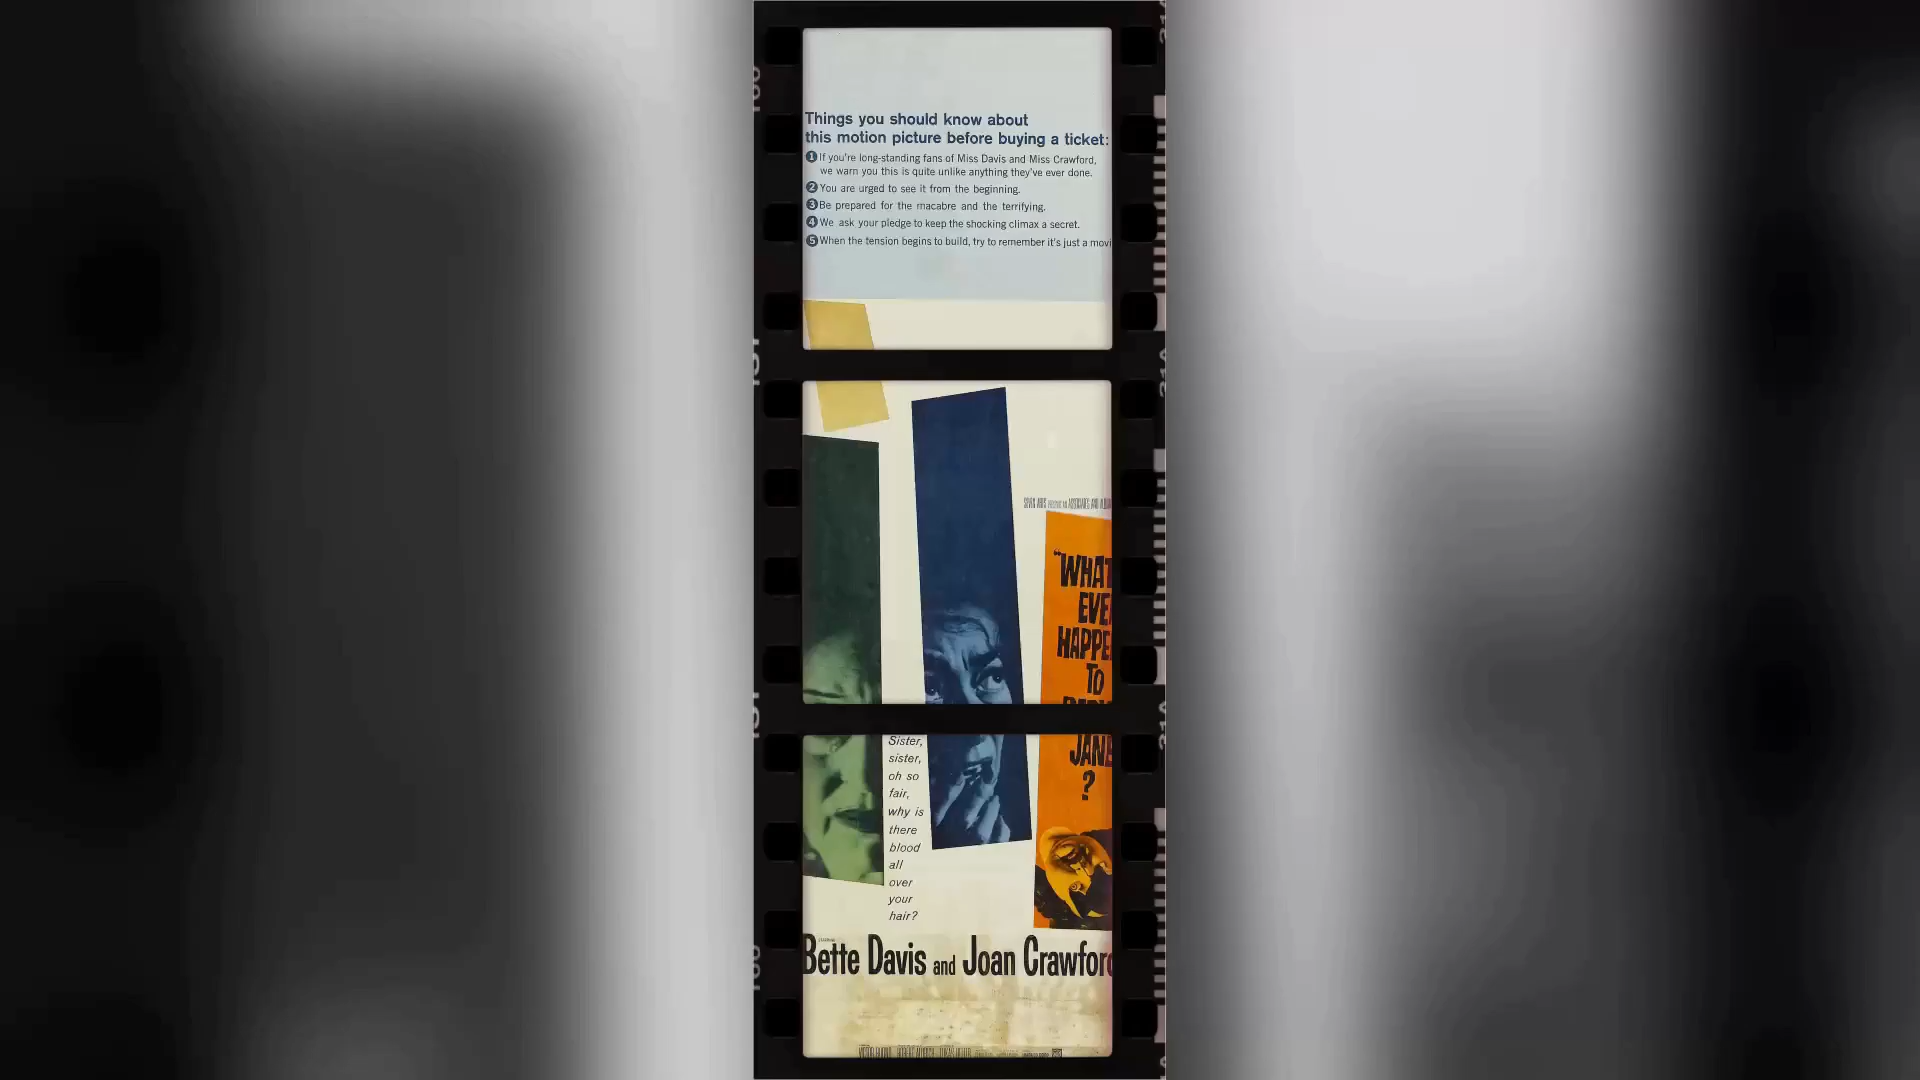 Things you should know about
this motion picture before buying a ticket:
1 If you're long-standing fans of Miss Davis and Miss Crawford,
we warn you this is quite unlike anything they've ever done.
2 You are urged to see it from the beginning.
3 Be prepared for the macabre and the terrifying.
4 We ask your pledge to keep the shocking climax a secret.
5 When the tension begins to build, try to remember it's just a movi
"WHAT
EVE
HAPPE
TO
JANE
?
Sister,
sister,
oh so
fair,
why is
there
blood
all
over
your
hair?
Bette Davis and Joan Crawford